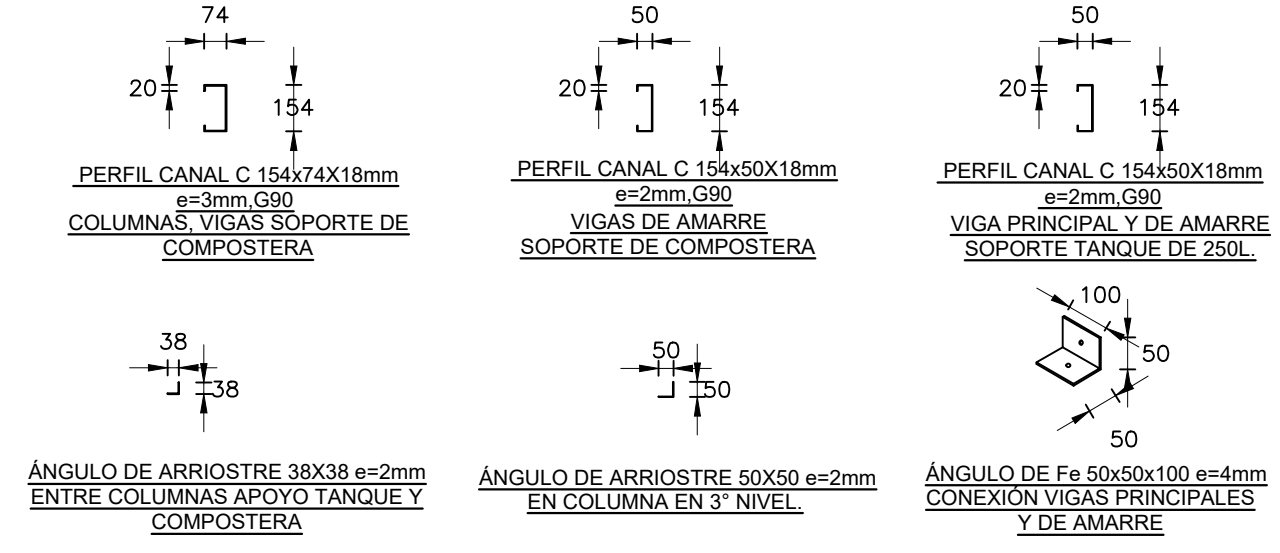 74
20
154
PERFIL CANAL C 154x74X18mm
e=3mm,G90
COLUMNAS, VIGAS SOPORTE DE
COMPOSTERA
50
20
154
PERFIL CANAL C 154x50X18mm
e=2mm,G90
VIGAS DE AMARRE
SOPORTE DE COMPOSTERA
50
20
154
PERFIL CANAL C 154x50X18mm
e=2mm,G90
VIGA PRINCIPAL Y DE AMARRE
SOPORTE TANQUE DE 250L.
38
38
ÁNGULO DE ARRIOSTRE 38X38 e=2mm
ENTRE COLUMNAS APOYO TANQUE Y
COMPOSTERA
50
50
ÁNGULO DE ARRIOSTRE 50X50 e=2mm
EN COLUMNA EN 3° NIVEL.
100
50
50
ÁNGULO DE Fe 50x50x100 e=4mm
CONEXIÓN VIGAS PRINCIPALES
Y DE AMARRE